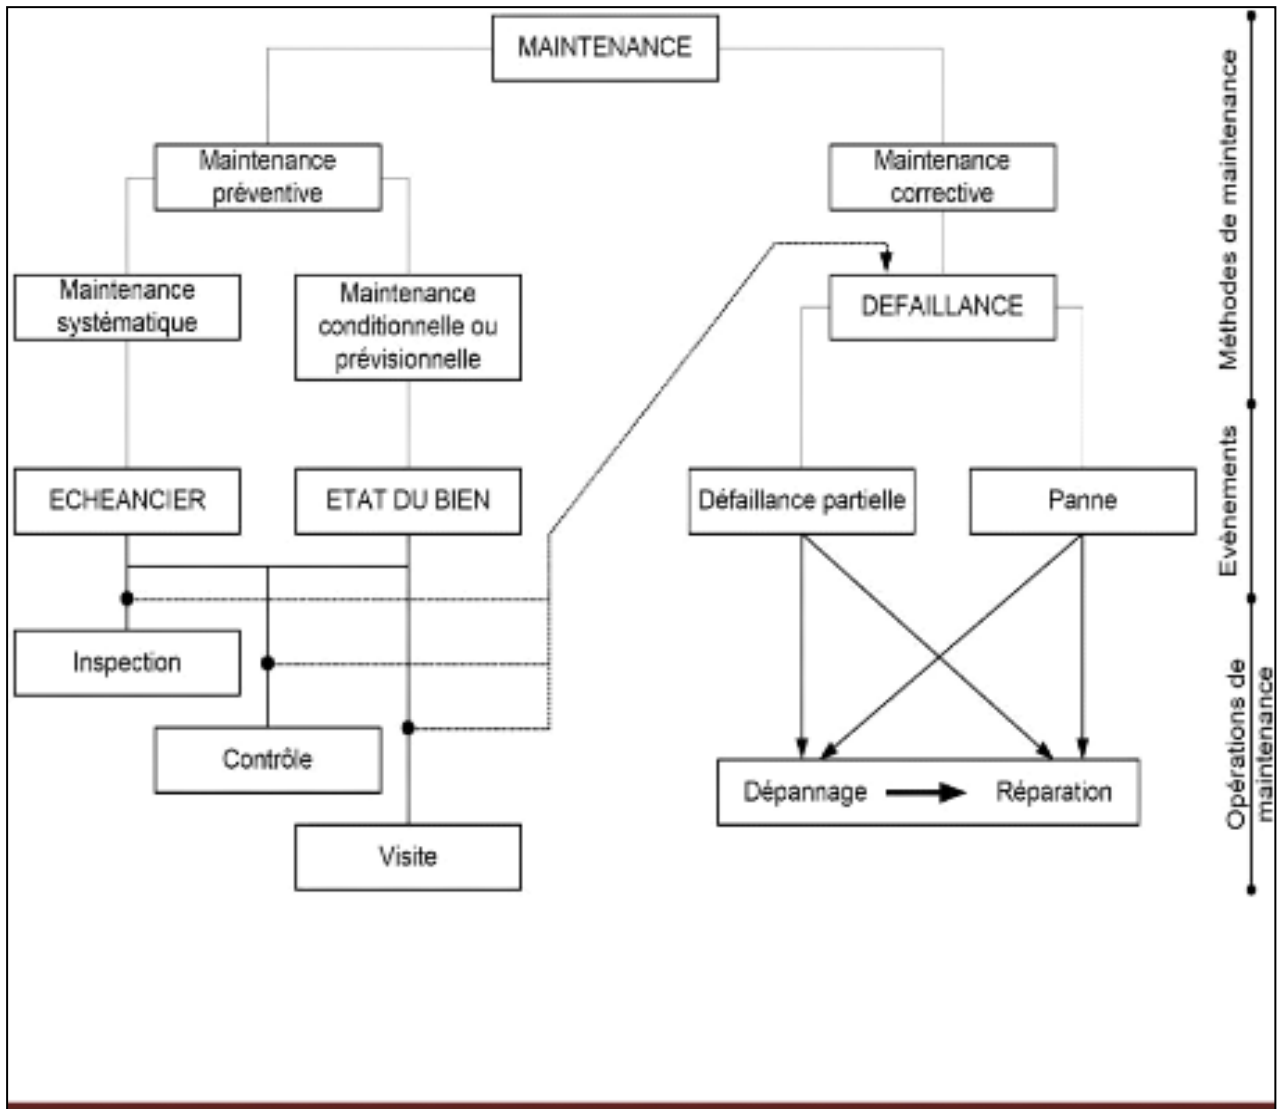 MAINTENANCE
Maintenance
préventive
Maintenance
corrective
Maintenance
systématique
Maintenance
conditionnelle ou
prévisionnelle
DEFAILLANCE
ECHEANCIER
ETAT DU BIEN
Défaillance partielle
Panne
Inspection
Contrôle
Visite
Dépannage
Réparation
Méthodes de maintenance
Evènements
Opérations de
maintenance